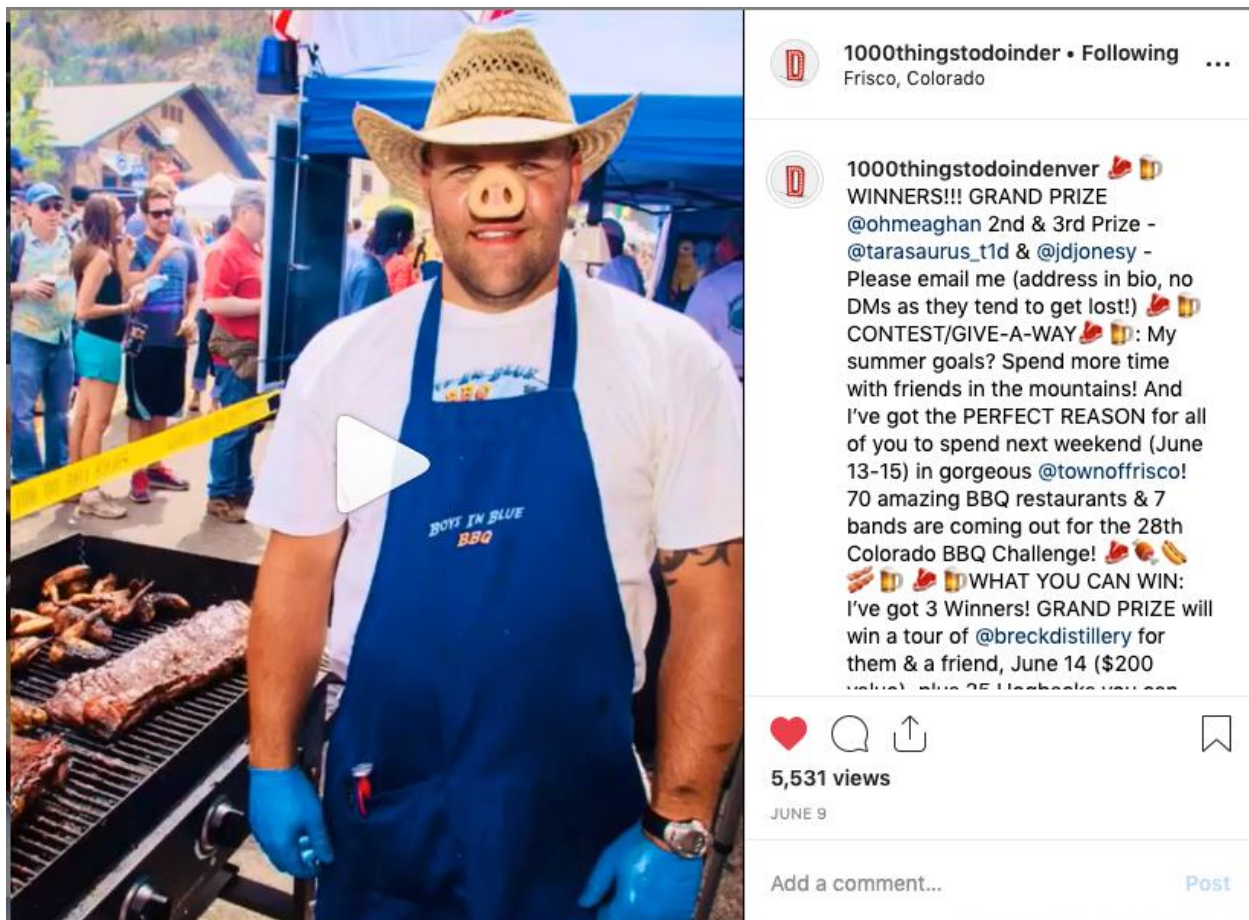 1000thingstodoinder • Following
Frisco, Colorado
1000thingstodoindenver 🥩 🍺
WINNERS!!! GRAND PRIZE
@ohmeaghan 2nd & 3rd Prize -
@tarasaurus_t1d & @jdjonesy -
Please email me (address in bio, no
DMs as they tend to get lost!) 🥩 🍺
CONTEST/GIVE-A-WAY🥩 🍺: My
summer goals? Spend more time
with friends in the mountains! And
I've got the PERFECT REASON for all
of you to spend next weekend (June
13-15) in gorgeous @townoffrisco!
70 amazing BBQ restaurants & 7
bands are coming out for the 28th
Colorado BBQ Challenge! 🥩🍖🌭
🥓🍺 🥩 🍺WHAT YOU CAN WIN:
I've got 3 Winners! GRAND PRIZE will
win a tour of @breckdistillery for
them & a friend, June 14 ($200
5,531 views
JUNE 9
Add a comment...
Post
BLUE
BBQ
BOYS IN BLUE
BBQ